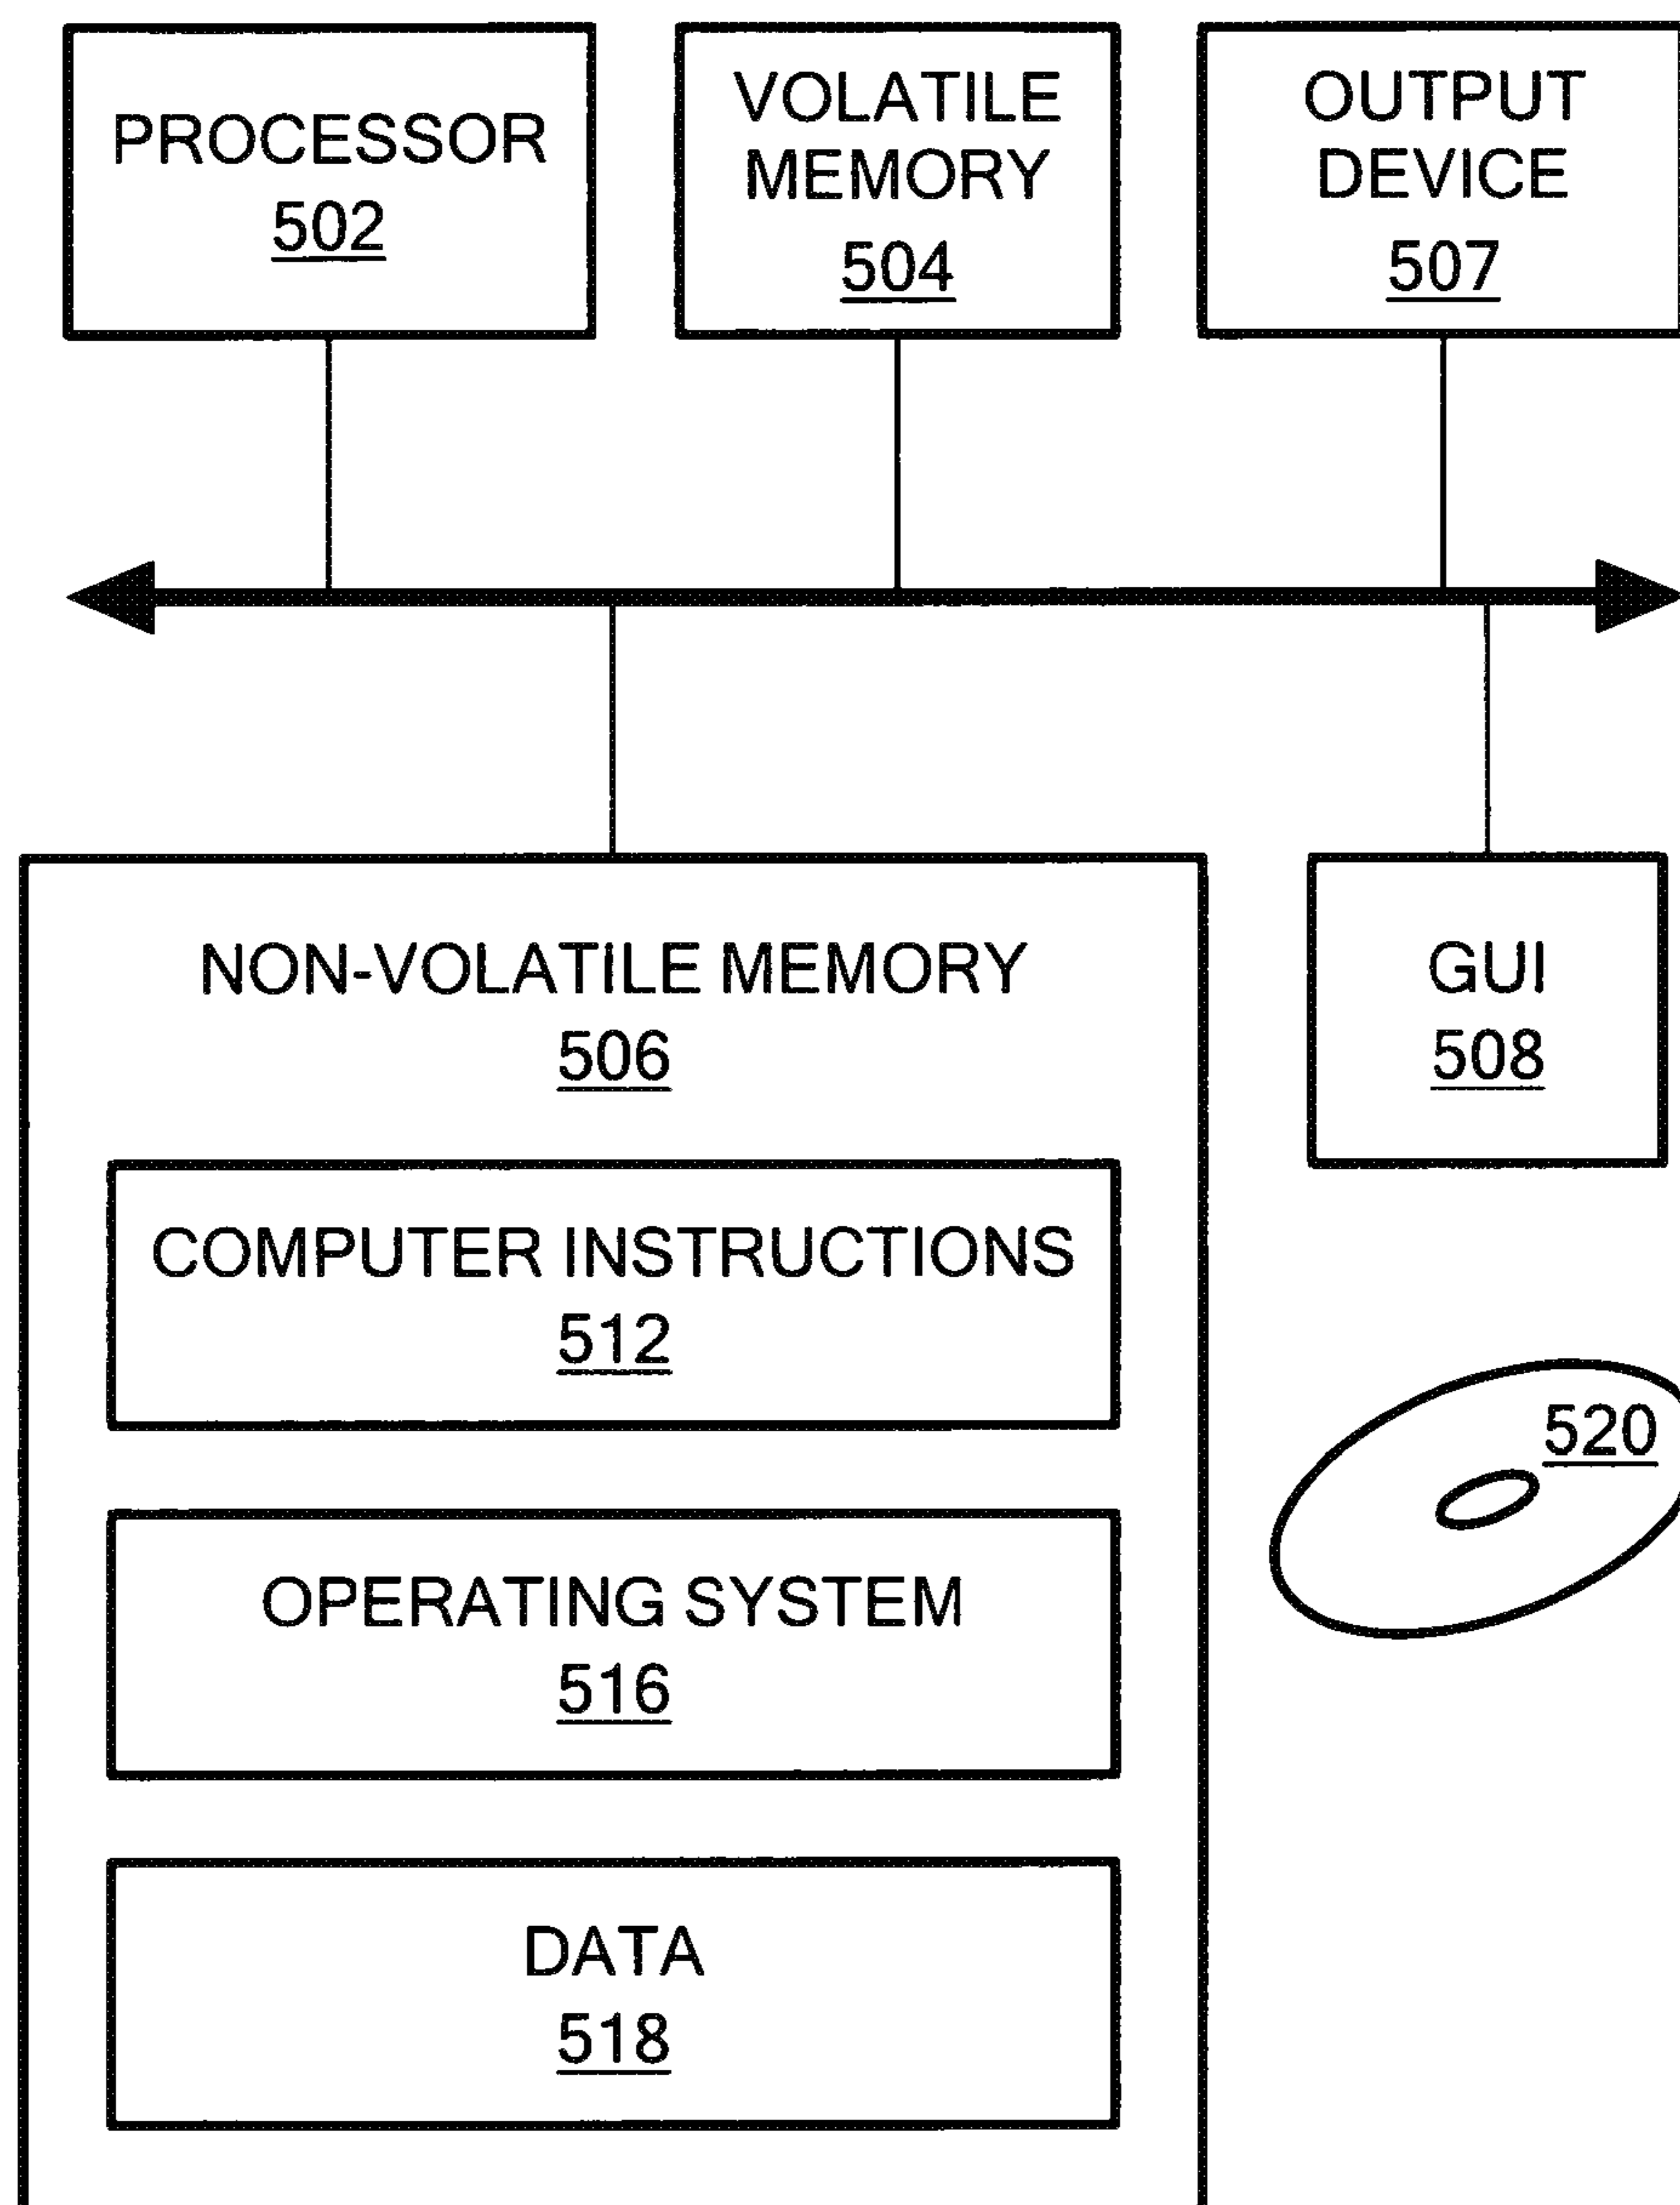 PROCESSOR
502
VOLATILE
MEMORY
504
OUTPUT
DEVICE
507
NON-VOLATILE MEMORY
506
GUI
508
COMPUTER INSTRUCTIONS
512
520
OPERATING SYSTEM
516
DATA
518